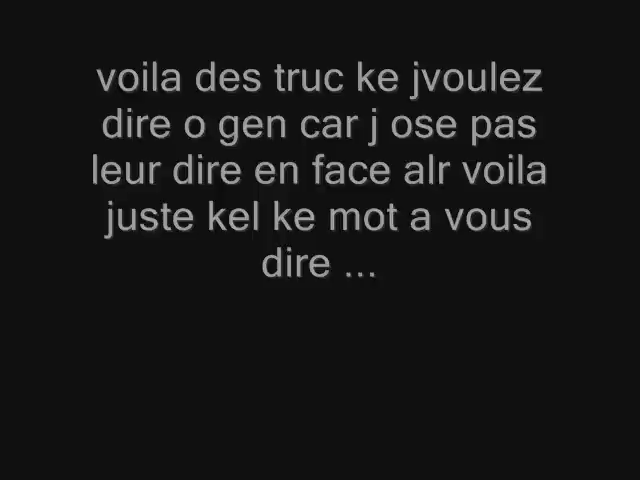 voila des truc ke jvoulez
dire o gen car j ose pas
leur dire en face alr voila
juste kel ke mot a vous
dire ...